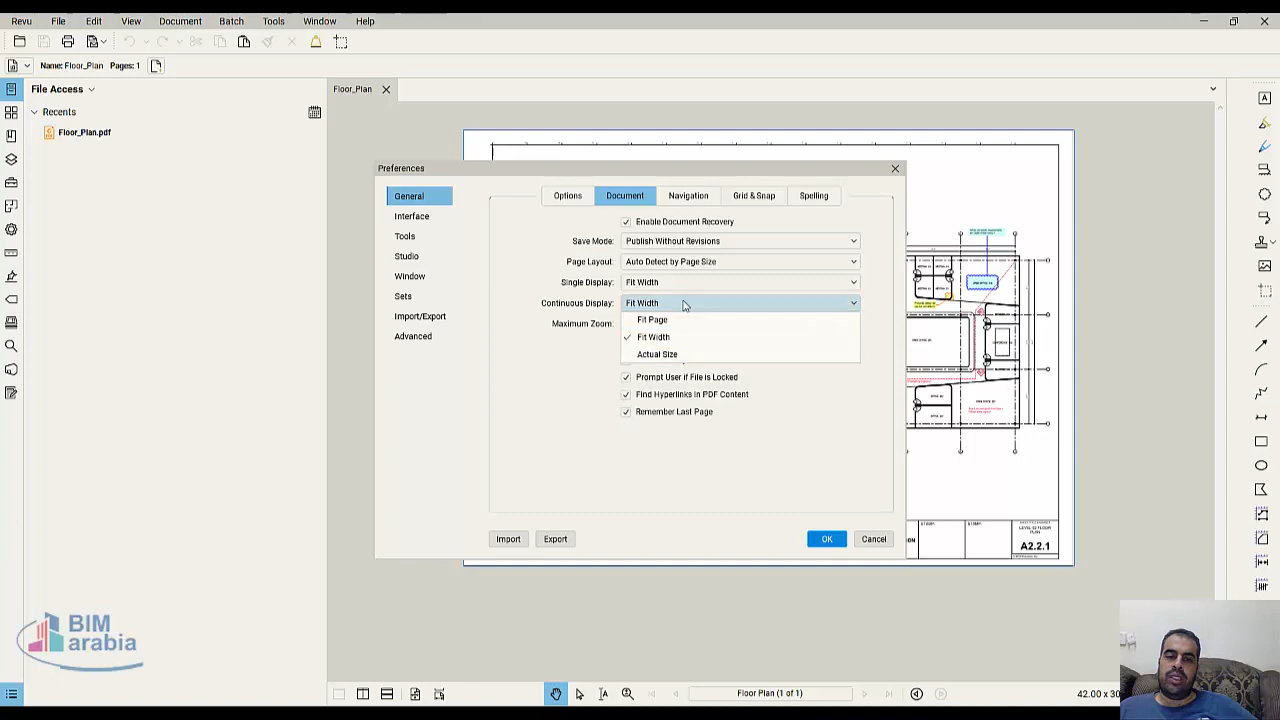 Revu File Edit View Document Batch Tools Window Help
Name: Floor_Plan Pages: 1
File Access
Floor_Plan
Recents
Floor_Plan.pdf
Preferences
General
Interface
Tools
Studio
Window
Sets
Import/Export
Advanced
Options Document Navigation Grid & Snap Spelling
Enable Document Recovery
Save Mode: Publish Without Revisions
Page Layout: Auto Detect by Page Size
Single Display: Fit Width
Continuous Display: Fit Width
Maximum Zoom:
Fit Page
Fit Width
Actual Size
Prompt User if File is Locked
Find Hyperlinks in PDF Content
Remember Last Page
Import Export OK Cancel
A2.2.1
BIM
arabia
Floor Plan (1 of 1)
42.00 x 30